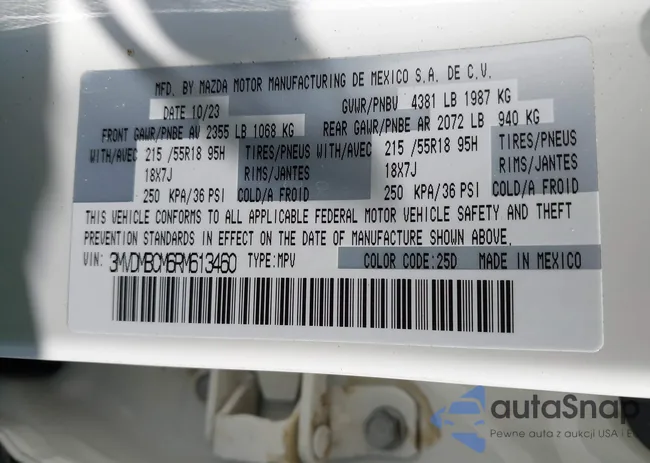 MFD. BY MAZDA MOTOR MANUFACTURING DE MEXICO S.A. DE C.V.
DATE 10/23 GVWR/PNBV 4381 LB 1987 KG
FRONT GAWR/PNBE AV 2355 LB 1068 KG REAR GAWR/PNBE AR 2072 LB 940 KG
WITH/AVEC 215 /55R18 95H TIRES/PNEUS WITH/AVEC 215 /55R18 95H TIRES/PNEUS
18X7J RIMS/JANTES 18X7J RIMS/JANTES
250 KPA/36 PSI COLD/A FROID 250 KPA/36 PSI COLD/A FROID
THIS VEHICLE CONFORMS TO ALL APPLICABLE FEDERAL MOTOR VEHICLE SAFETY AND THEFT
PREVENTION STANDARDS IN EFFECT ON THE DATE OF MANUFACTURE SHOWN ABOVE.
VIN: 3MVDMBCM6RM613460 TYPE:MPV COLOR CODE:25D MADE IN MEXICO
autaSnap
Pewne auta z aukcji USA i